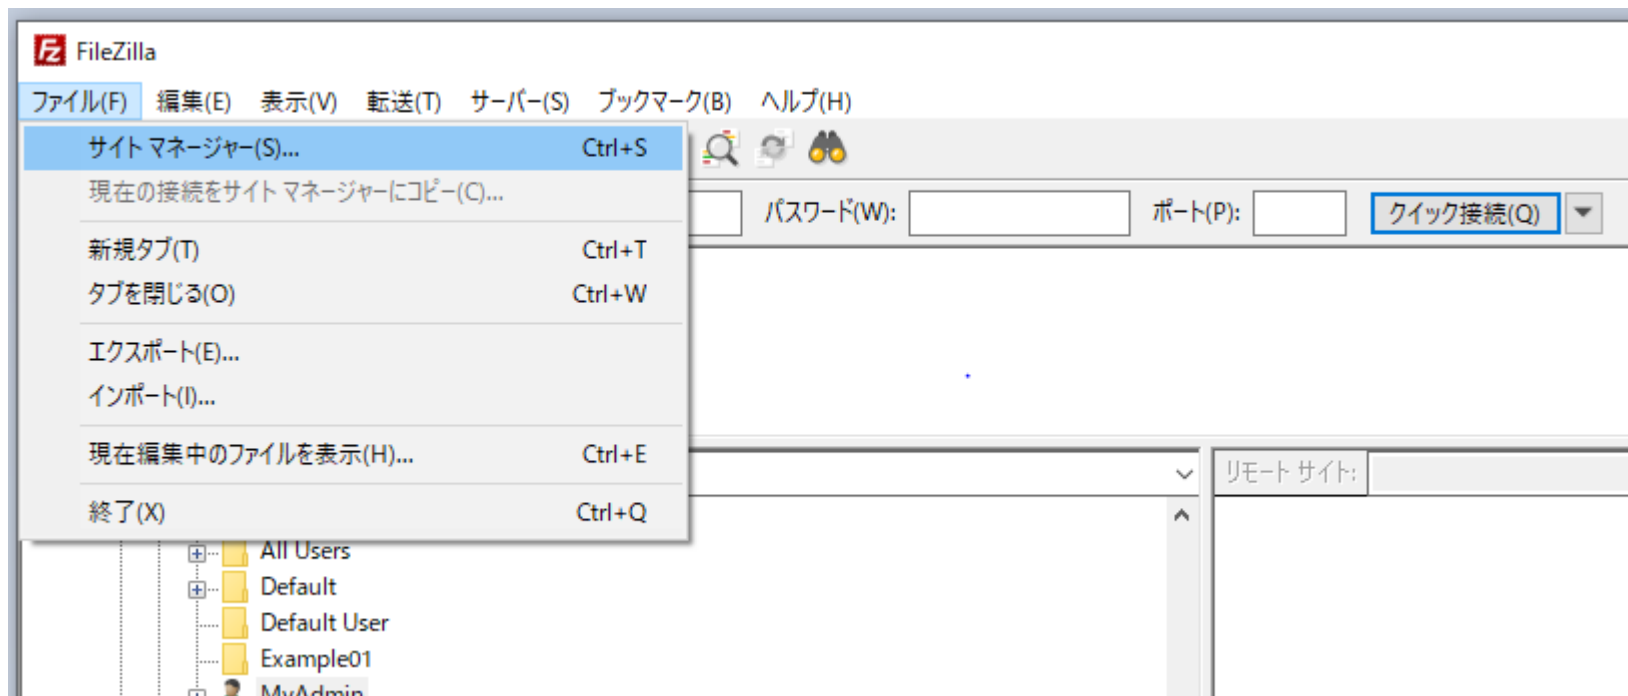 FileZilla
ファイル(F) 編集(E) 表示(V) 転送(T) サーバー(S) ブックマーク(B) ヘルプ(H)
サイト マネージャー(S)... Ctrl+S
現在の接続をサイト マネージャーにコピー(C)...
パスワード(W): ポート(P): クイック接続(Q)
新規タブ(T) Ctrl+T
タブを閉じる(O) Ctrl+W
エクスポート(E)...
インポート(I)...
現在編集中のファイルを表示(H)... Ctrl+E
リモート サイト:
終了(X) Ctrl+Q
All Users
Default
Default User
Example01
MyAdmin